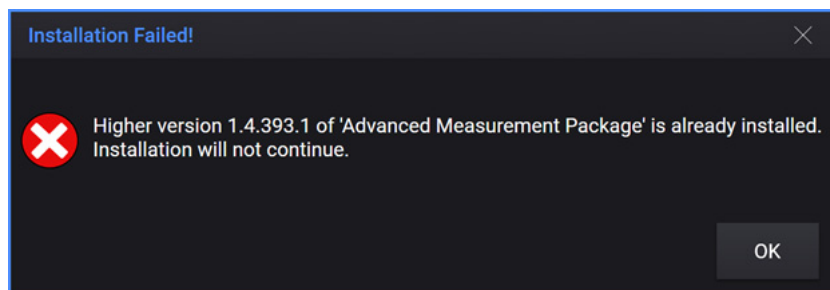 Installation Failed!
Higher version 1.4.393.1 of 'Advanced Measurement Package' is already installed.
Installation will not continue.
OK